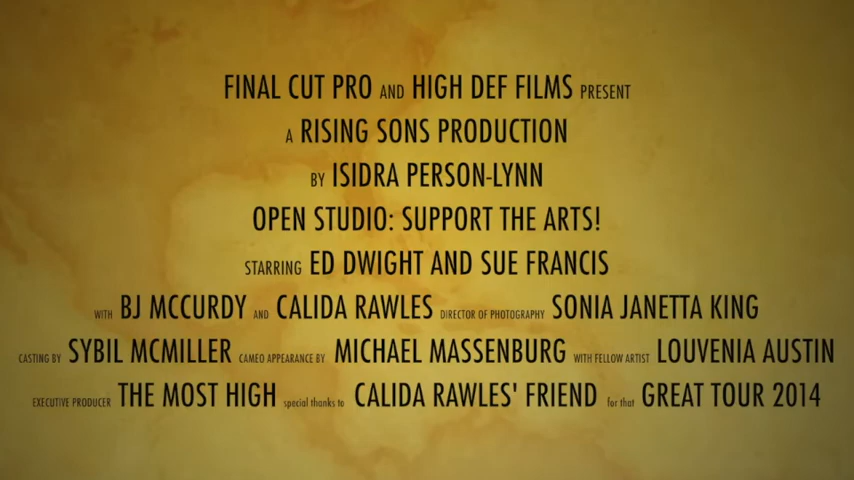 FINAL CUT PRO AND HIGH DEF FILMS PRESENT
A RISING SONS PRODUCTION
BY ISIDRA PERSON-LYNN
OPEN STUDIO: SUPPORT THE ARTS!
STARRING ED DWIGHT AND SUE FRANCIS
WITH BJ MCCURDY AND CALIDA RAWLES DIRECTOR OF PHOTOGRAPHY SONIA JANETTA KING
CASTING BY SYBIL MCMILLER CAMEO APPEARANCE BY MICHAEL MASSENBURG WITH FELLOW ARTIST LOUVENIA AUSTIN
EXECUTIVE PRODUCER THE MOST HIGH special thanks to CALIDA RAWLES' FRIEND for that GREAT TOUR 2014